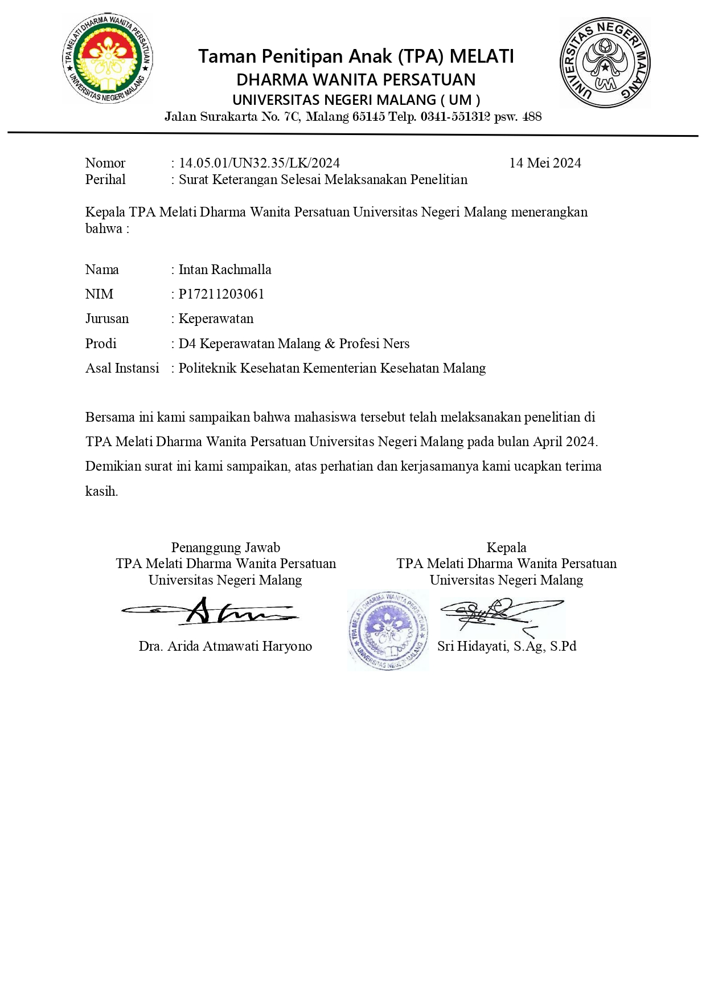 TPA MELATI DHARMA WANITA PERSATUAN
★ UNIVERSITAS NEGERI MALANG ★
Taman Penitipan Anak (TPA) MELATI
DHARMA WANITA PERSATUAN
UNIVERSITAS NEGERI MALANG ( UM )
Jalan Surakarta No. 7C, Malang 65145 Telp. 0341-551312 psw. 488
UNIVERSITAS NEGERI MALANG
UM
Nomor : 14.05.01/UN32.35/LK/2024 14 Mei 2024
Perihal : Surat Keterangan Selesai Melaksanakan Penelitian
Kepala TPA Melati Dharma Wanita Persatuan Universitas Negeri Malang menerangkan
bahwa :
Nama : Intan Rachmalla
NIM : P17211203061
Jurusan : Keperawatan
Prodi : D4 Keperawatan Malang & Profesi Ners
Asal Instansi : Politeknik Kesehatan Kementerian Kesehatan Malang
Bersama ini kami sampaikan bahwa mahasiswa tersebut telah melaksanakan penelitian di
TPA Melati Dharma Wanita Persatuan Universitas Negeri Malang pada bulan April 2024.
Demikian surat ini kami sampaikan, atas perhatian dan kerjasamanya kami ucapkan terima
kasih.
Penanggung Jawab
TPA Melati Dharma Wanita Persatuan
Universitas Negeri Malang
Dra. Arida Atmawati Haryono
Kepala
TPA Melati Dharma Wanita Persatuan
Universitas Negeri Malang
TPA MELATI DHARMA WANITA PERSATUAN
★ UNIVERSITAS NEGERI MALANG ★
Sri Hidayati, S.Ag, S.Pd